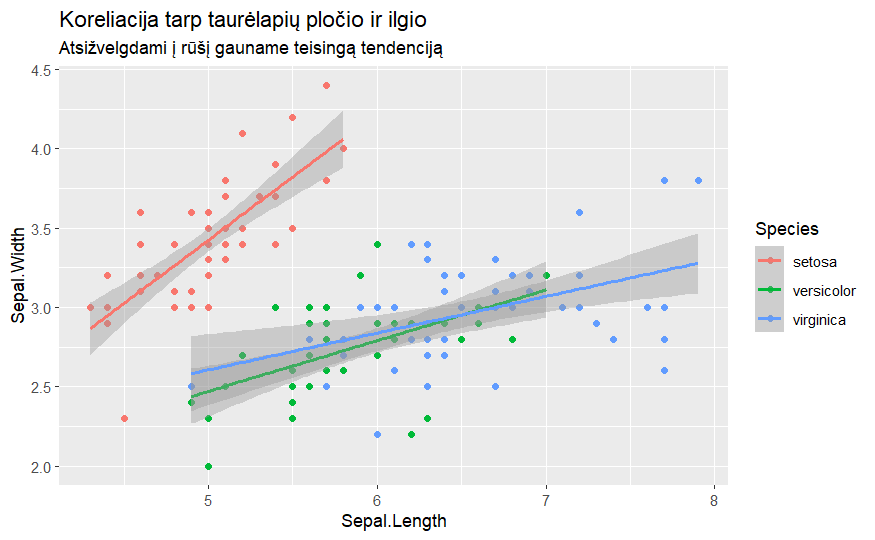 Koreliacija tarp taurėlapių pločio ir ilgio
Atsižvelgdami į rūšį gauname teisingą tendenciją
4.5
4.0
3.5
3.0
2.5
2.0
Sepal.Width
5 6 7 8
Sepal.Length
Species
setosa
versicolor
virginica